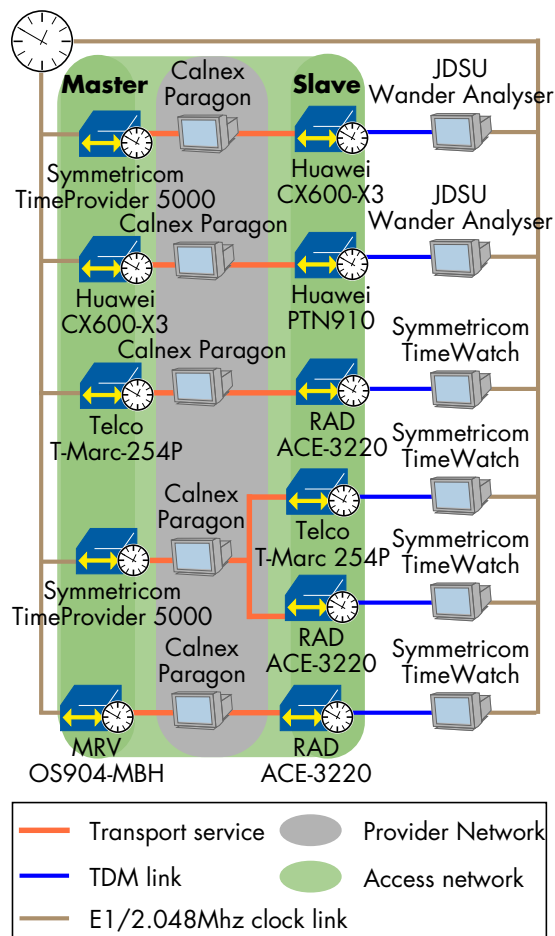 Master
Calnex
Paragon
Slave
JDSU
Wander Analyser
Symmetricom
TimeProvider 5000
Huawei
CX600-X3
Calnex Paragon
JDSU
Wander Analyser
Huawei
CX600-X3
Huawei
PTN910
Calnex Paragon
Symmetricom
TimeWatch
Telco
T-Marc-254P
RAD
ACE-3220
Symmetricom
TimeWatch
Calnex
Paragon
Telco
T-Marc 254P
Symmetricom
TimeWatch
Symmetricom
TimeProvider 5000
RAD
ACE-3220
Calnex
Paragon
Symmetricom
TimeWatch
MRV
OS904-MBH
RAD
ACE-3220
Transport service
Provider Network
TDM link
Access network
E1/2.048Mhz clock link